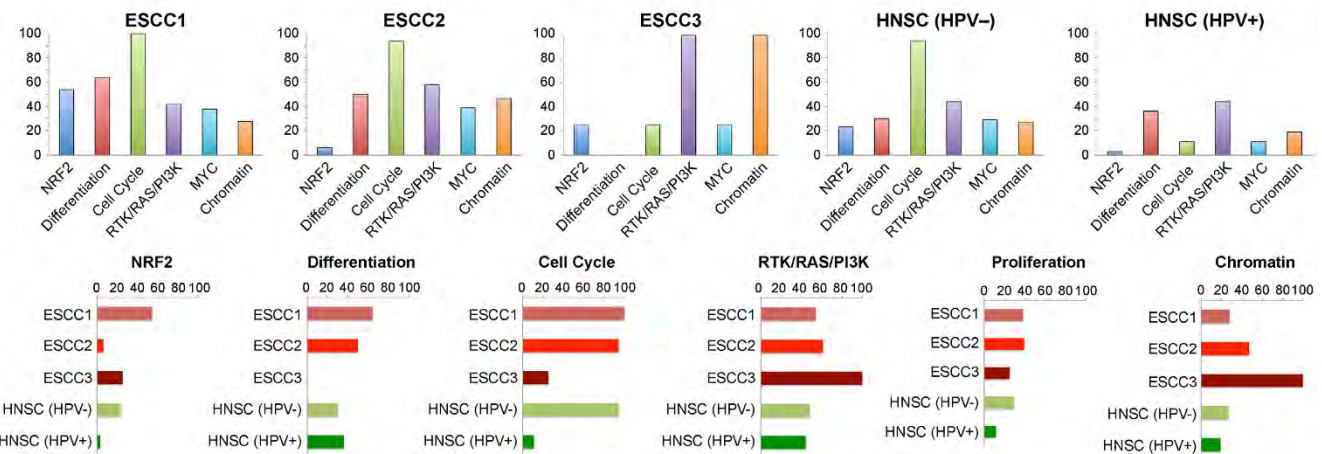 ESCC1
ESCC2
ESCC3
HNSC (HPV–)
HNSC (HPV+)
100
80
60
40
20
0
NRF2
Differentiation
Cell Cycle
RTK/RAS/PI3K
MYC
Chromatin
100
80
60
40
20
0
NRF2
Differentiation
Cell Cycle
RTK/RAS/PI3K
MYC
Chromatin
100
80
60
40
20
0
NRF2
Differentiation
Cell Cycle
RTK/RAS/PI3K
MYC
Chromatin
100
80
60
40
20
0
NRF2
Differentiation
Cell Cycle
RTK/RAS/PI3K
MYC
Chromatin
100
80
60
40
20
0
NRF2
Differentiation
Cell Cycle
RTK/RAS/PI3K
MYC
Chromatin
NRF2
0 20 40 60 80 100
ESCC1
ESCC2
ESCC3
HNSC (HPV-)
HNSC (HPV+)
Differentiation
0 20 40 60 80 100
ESCC1
ESCC2
ESCC3
HNSC (HPV-)
HNSC (HPV+)
Cell Cycle
0 20 40 60 80 100
ESCC1
ESCC2
ESCC3
HNSC (HPV-)
HNSC (HPV+)
RTK/RAS/PI3K
0 20 40 60 80 100
ESCC1
ESCC2
ESCC3
HNSC (HPV-)
HNSC (HPV+)
Proliferation
0 20 40 60 80 100
ESCC1
ESCC2
ESCC3
HNSC (HPV-)
HNSC (HPV+)
Chromatin
0 20 40 60 80 100
ESCC1
ESCC2
ESCC3
HNSC (HPV-)
HNSC (HPV+)